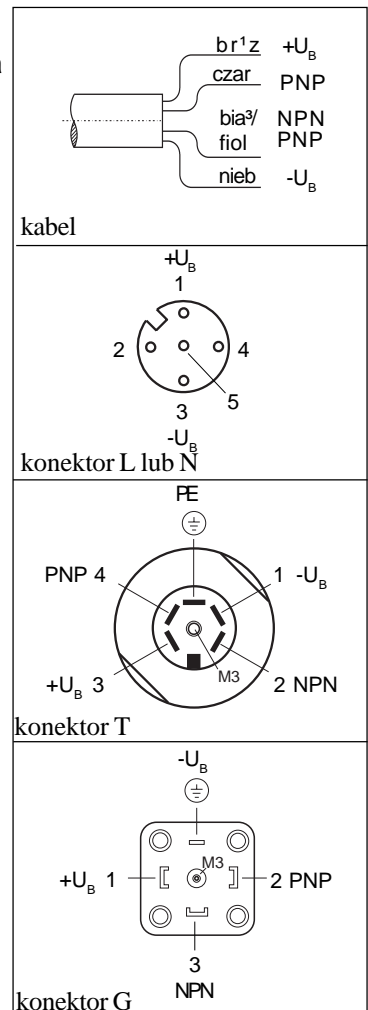 br¹z +U_B
czar PNP
bia³/ NPN
fiol PNP
nieb -U_B
kabel
+U_B
1
2 4
5
3
-U_B
konektor L lub N
PE
PNP 4 1 -U_B
M3
+U_B 3 2 NPN
konektor T
-U_B
M3
+U_B 1 2 PNP
3
NPN
konektor G